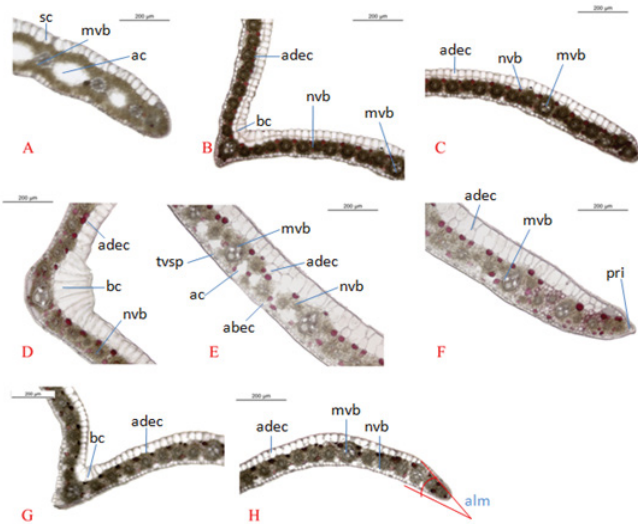 200 µm
sc
mvb
ac
A
200 µm
adec
bc
nvb
mvb
B
200 µm
adec
nvb
mvb
C
200 µm
adec
bc
nvb
D
200 µm
mvb
tvsp
adec
ac
nvb
abec
E
200 µm
adec
mvb
pri
F
200 µm
adec
bc
G
200 µm
adec
mvb
nvb
alm
H